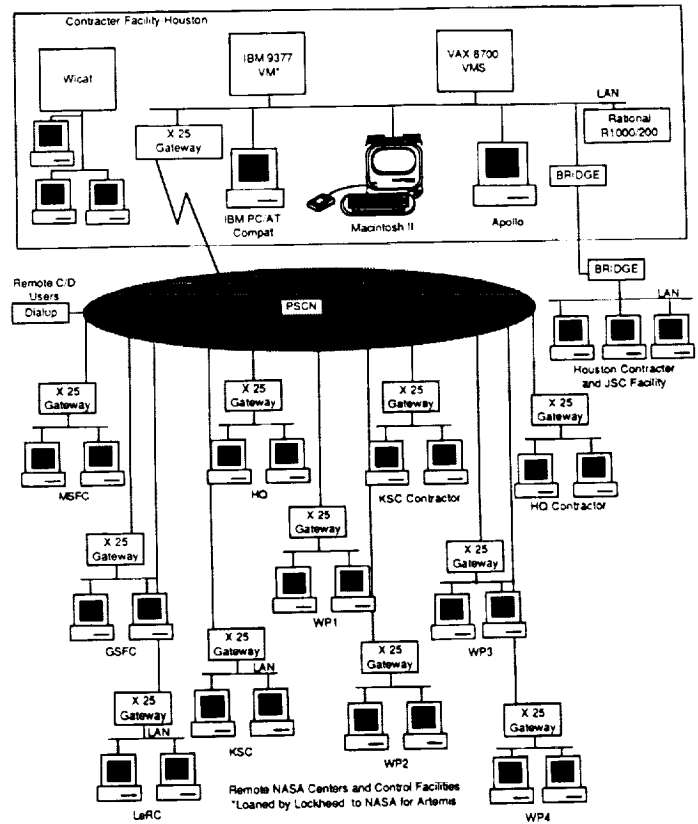 Contracter Facility Houston
Wicat
IBM 9377
VM*
VAX 8700
VMS
LAN
Rational
R1000/200
X 25
Gateway
IBM PC/AT
Compat
Macintosh II
Apollo
BRIDGE
BRIDGE
LAN
Houston Contracter
and JSC Facility
Remote C/D
Users
Dialup
PSCN
X 25
Gateway
MSFC
X 25
Gateway
HQ
X 25
Gateway
KSC Contractor
X 25
Gateway
HQ Contractor
X 25
Gateway
GSFC
X 25
Gateway
WP1
X 25
Gateway
WP3
X 25
Gateway
LAN
KSC
X 25
Gateway
WP2
X 25
Gateway
LAN
LeRC
X 25
Gateway
WP4
Remote NASA Centers and Control Facilities
*Loaned by Lockheed to NASA for Artemis